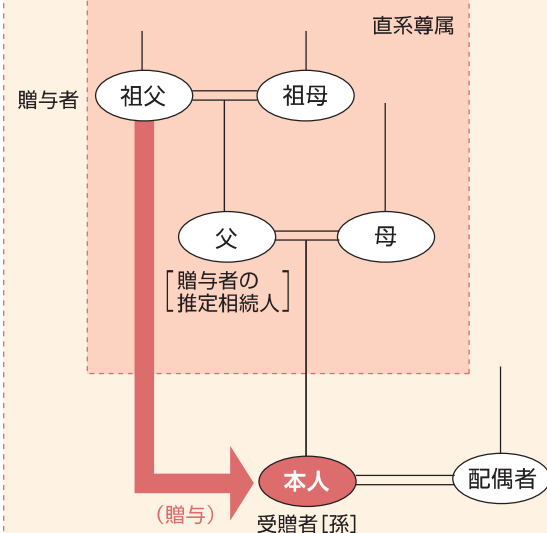 直系尊属
贈与者
祖父
祖母
父
母
[贈与者の
推定相続人]
本人
配偶者
（贈与）
受贈者[孫]